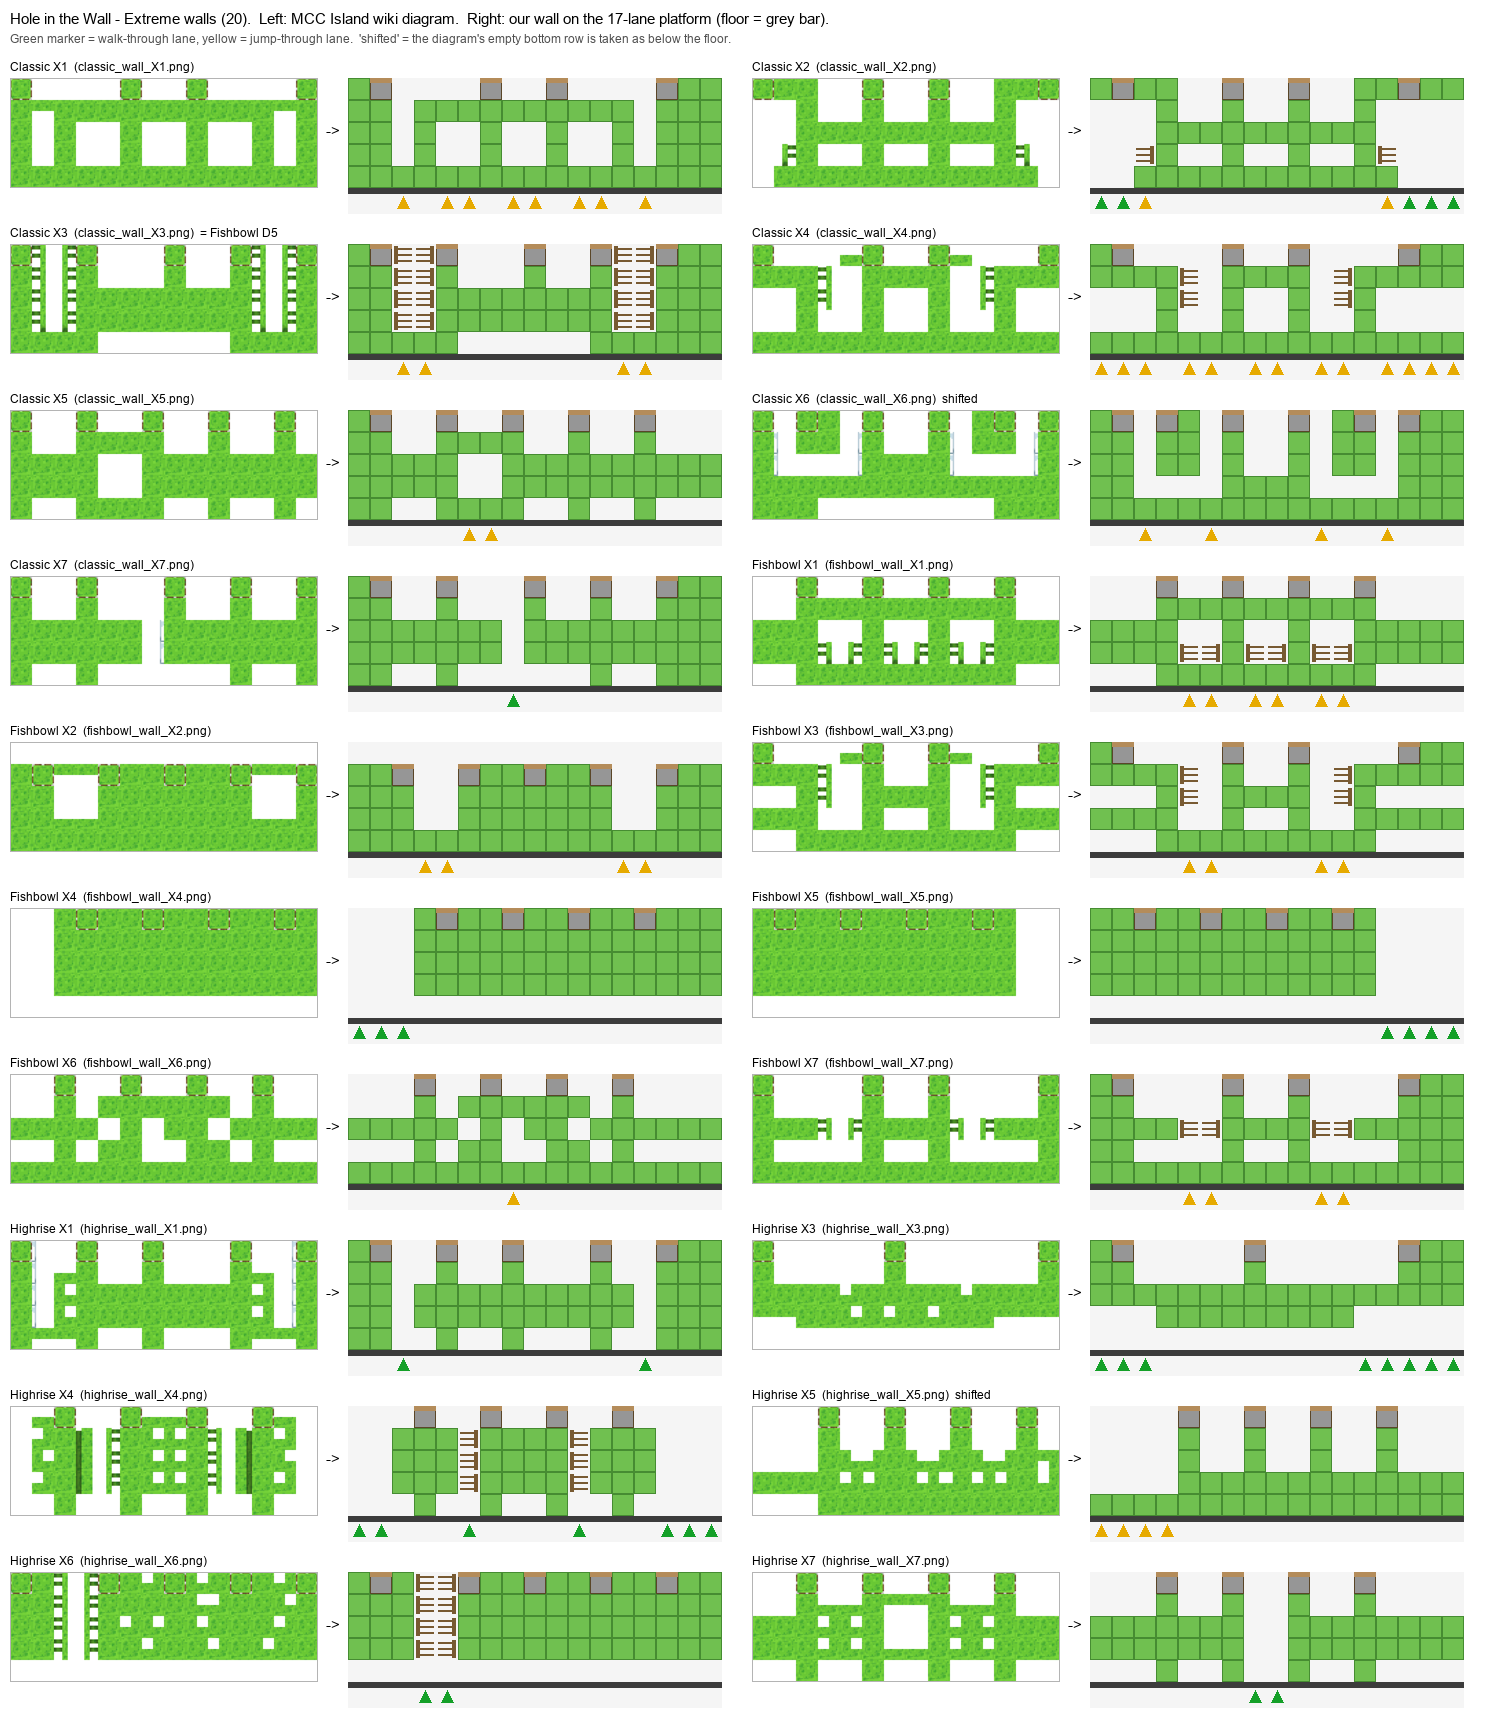 Hole in the Wall - Extreme walls (20).  Left: MCC Island wiki diagram.  Right: our wall on the 17-lane platform (floor = grey bar).
Green marker = walk-through lane, yellow = jump-through lane.  'shifted' = the diagram's empty bottom row is taken as below the floor.
Classic X1  (classic_wall_X1.png)
->
Classic X2  (classic_wall_X2.png)
->
Classic X3  (classic_wall_X3.png)  = Fishbowl D5
->
Classic X4  (classic_wall_X4.png)
->
Classic X5  (classic_wall_X5.png)
->
Classic X6  (classic_wall_X6.png)  shifted
->
Classic X7  (classic_wall_X7.png)
->
Fishbowl X1  (fishbowl_wall_X1.png)
->
Fishbowl X2  (fishbowl_wall_X2.png)
->
Fishbowl X3  (fishbowl_wall_X3.png)
->
Fishbowl X4  (fishbowl_wall_X4.png)
->
Fishbowl X5  (fishbowl_wall_X5.png)
->
Fishbowl X6  (fishbowl_wall_X6.png)
->
Fishbowl X7  (fishbowl_wall_X7.png)
->
Highrise X1  (highrise_wall_X1.png)
->
Highrise X3  (highrise_wall_X3.png)
->
Highrise X4  (highrise_wall_X4.png)
->
Highrise X5  (highrise_wall_X5.png)  shifted
->
Highrise X6  (highrise_wall_X6.png)
->
Highrise X7  (highrise_wall_X7.png)
->